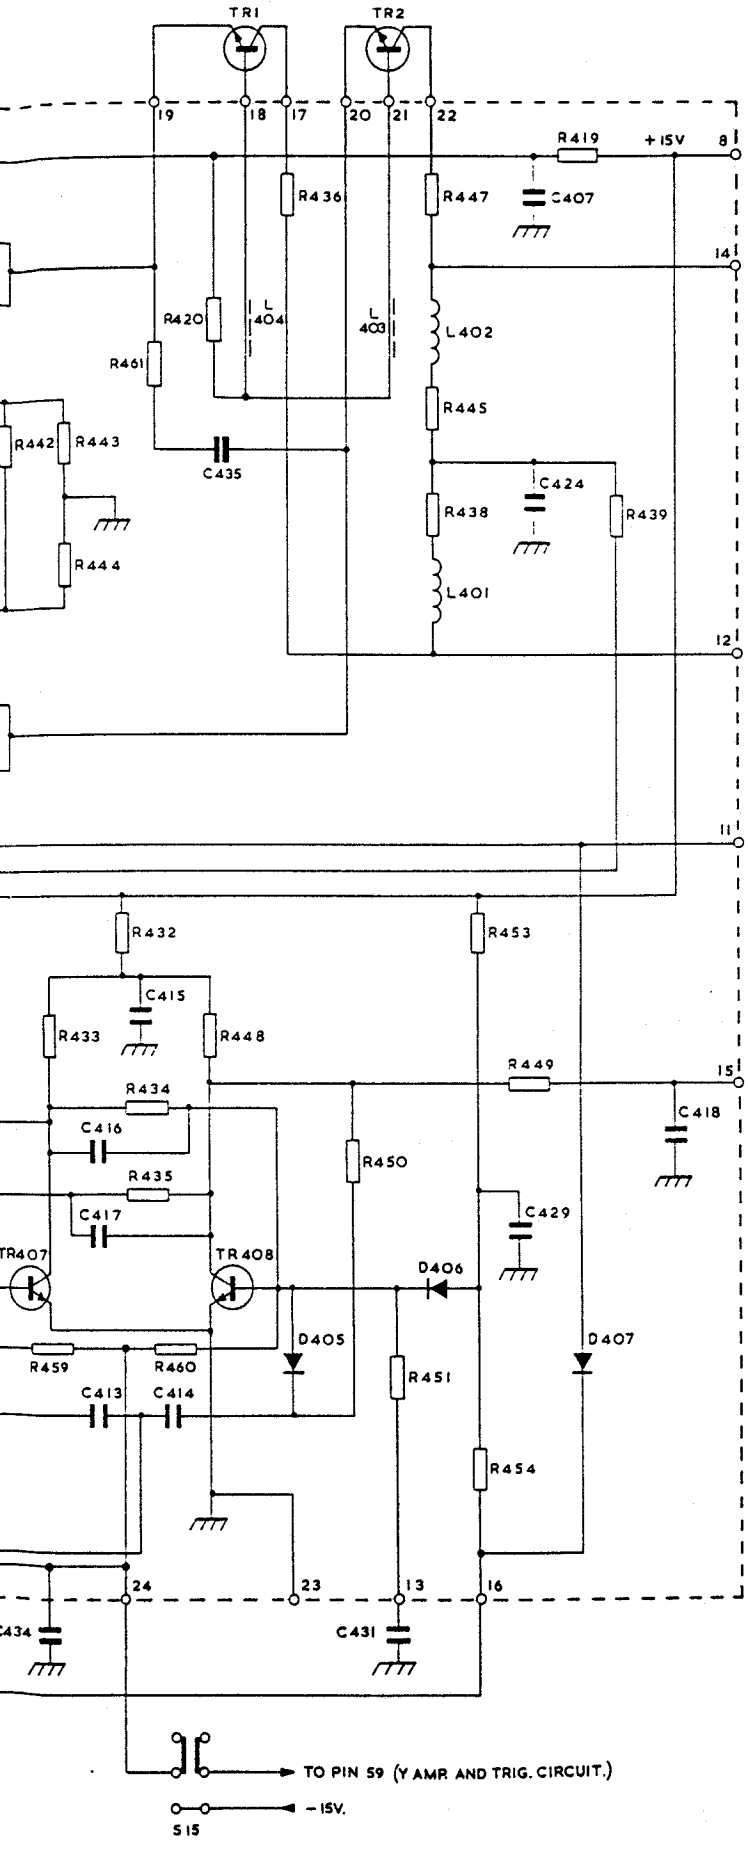 TR1 TR2
19 18 17 20 21 22
R419 +15V 8
R436 R447 C407
14
R420 L 404 L 403 L402
R461
R445
R442 R443
C435 C424
R438 R439
R444
L401
12
11
R432 R453
C415
R433 R448
R449 15
R434
C416 C418
R450
R435
C417 C429
TR407 TR408 D406
D405 D407
R459 R460 R451
C413 C414
R454
24 23 13 16
C434 C431
TO PIN 59 (Y AMP. AND TRIG. CIRCUIT.)
-15V.
S15